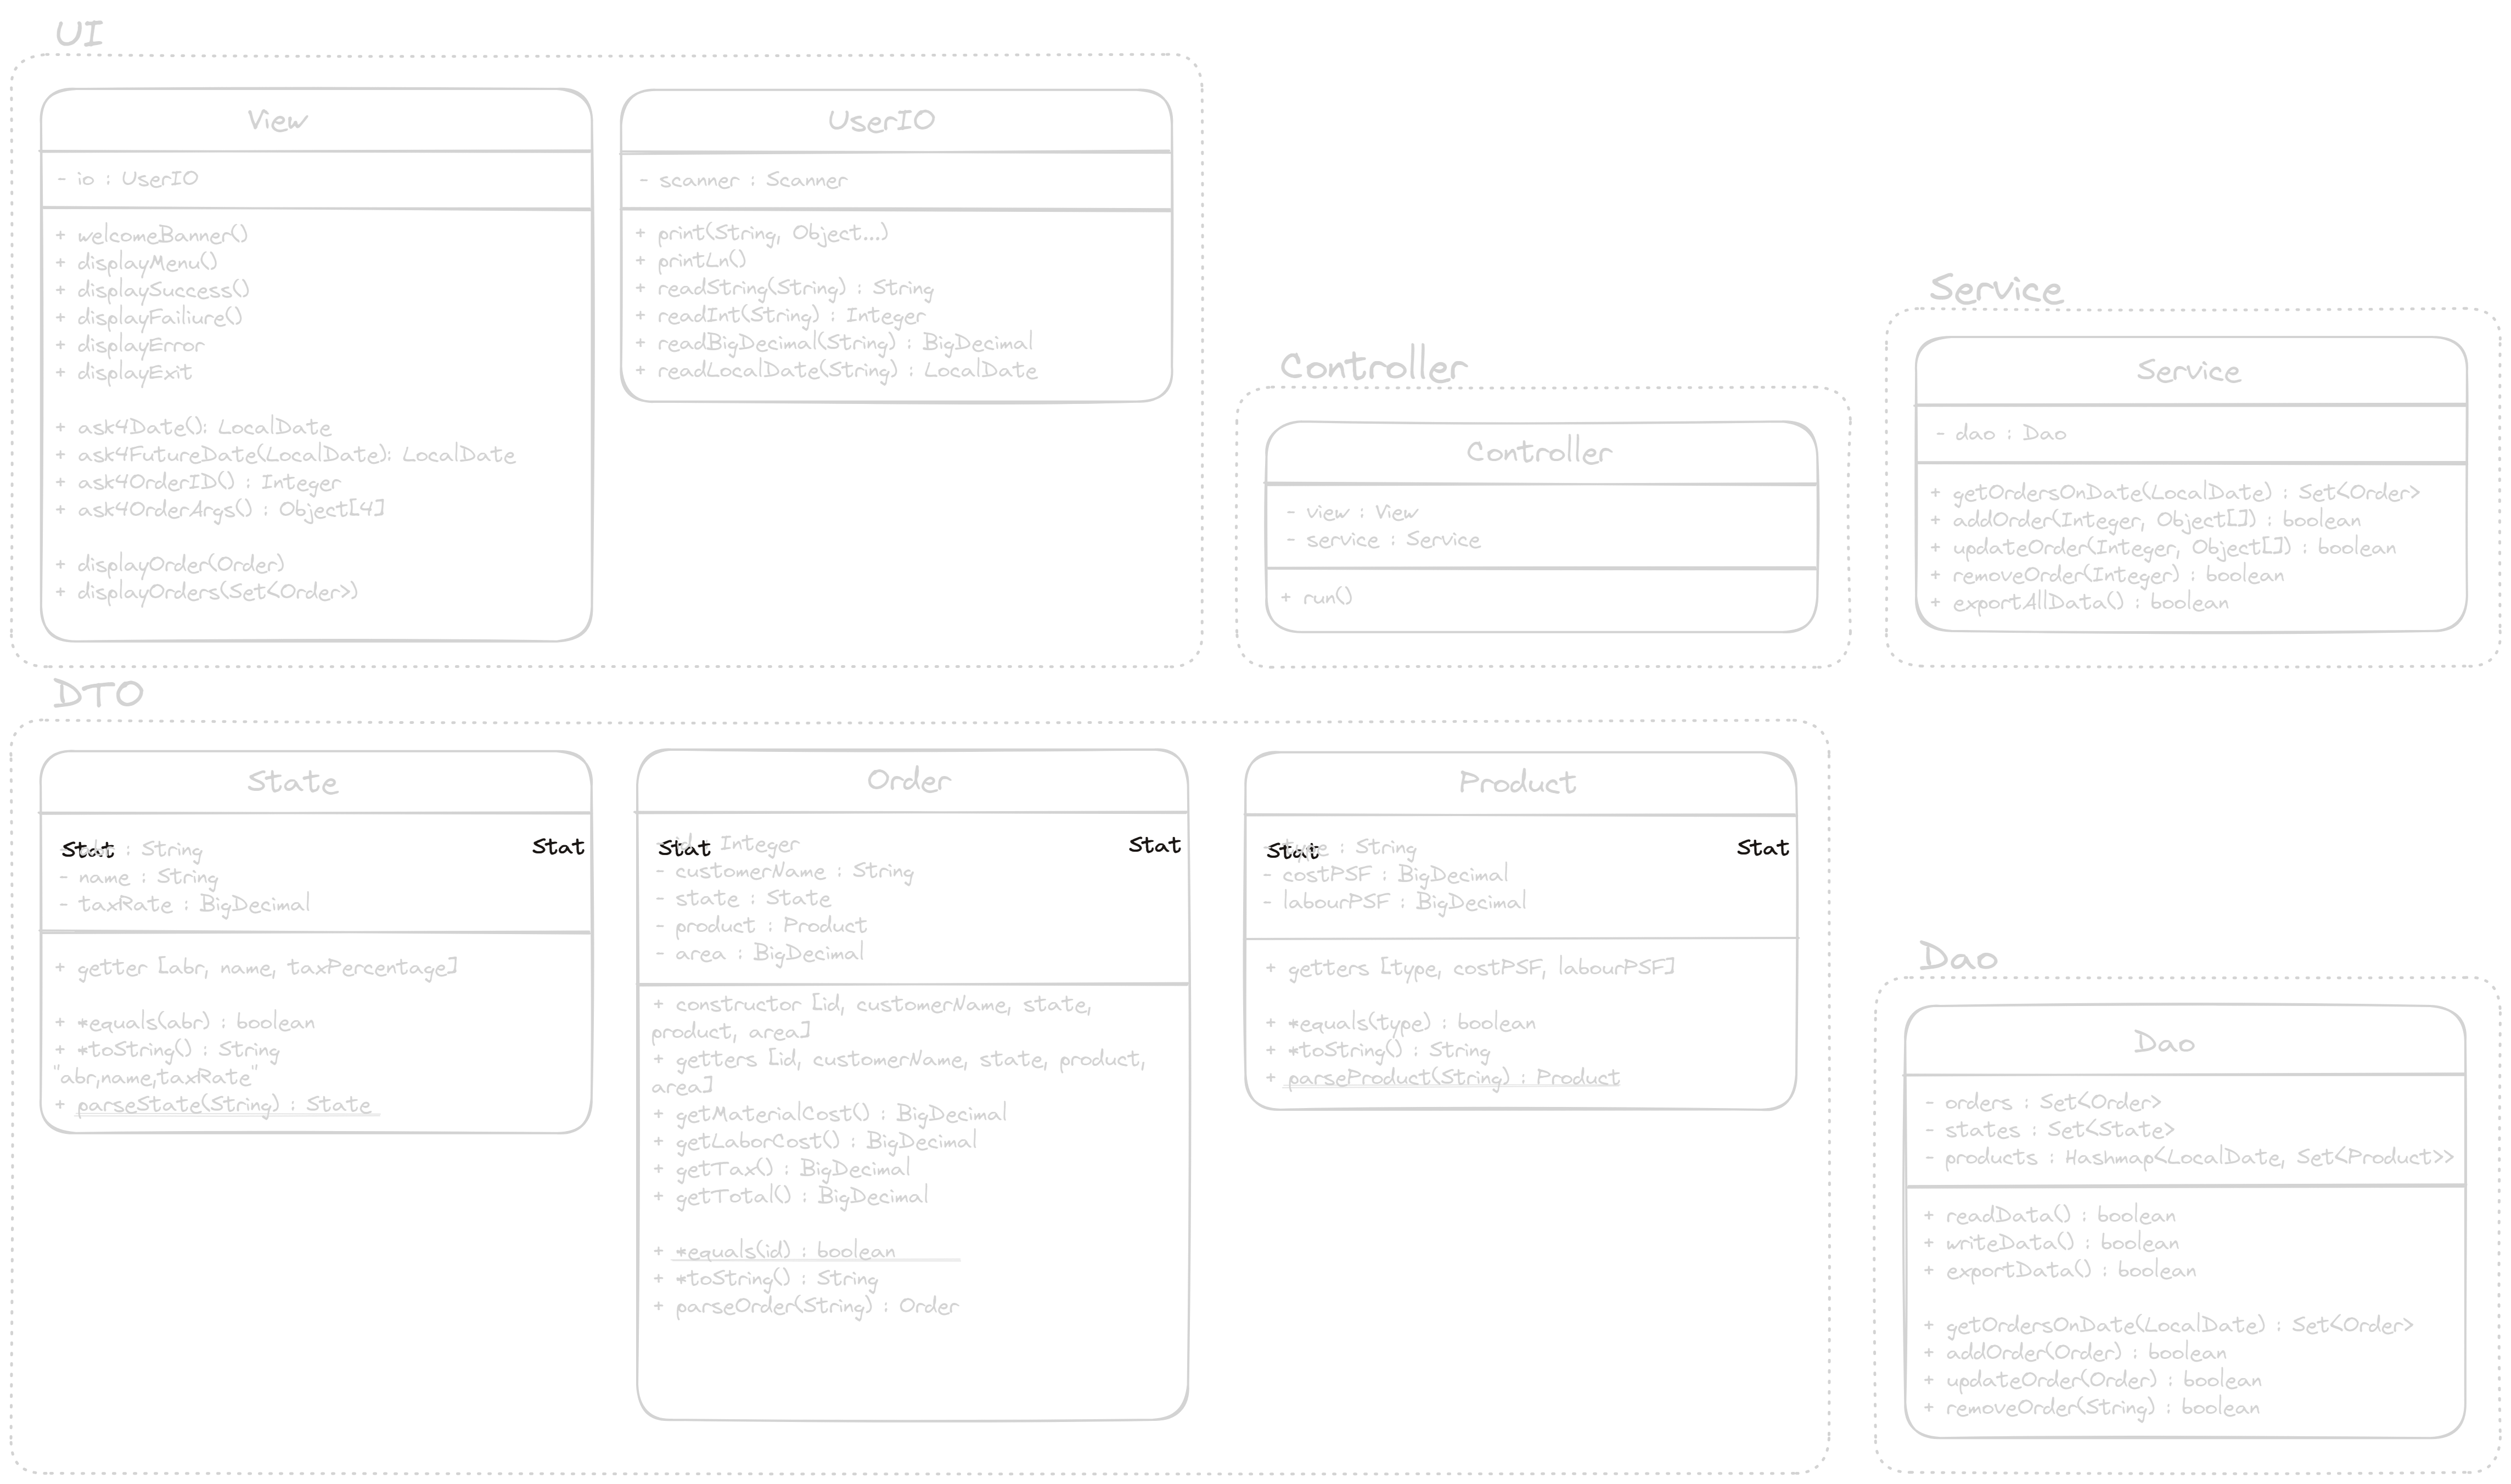 UI
View
- io : UserIO
+ welcomeBanner()
+ displayMenu()
+ displaySuccess()
+ displayFailiure()
+ displayError
+ displayExit
+ ask4Date(): LocalDate
+ ask4FutureDate(LocalDate): LocalDate
+ ask4OrderID() : Integer
+ ask4OrderArgs() : Object[4]
+ displayOrder(Order)
+ displayOrders(Set<Order>)
UserIO
- scanner : Scanner
+ print(String, Object...)
+ printLn()
+ readString(String) : String
+ readInt(String) : Integer
+ readBigDecimal(String) : BigDecimal
+ readLocalDate(String) : LocalDate
Controller
Controller
- view : View
- service : Service
+ run()
Service
Service
- dao : Dao
+ getOrdersOnDate(LocalDate) : Set<Order>
+ addOrder(Integer, Object[]) : boolean
+ updateOrder(Integer, Object[]) : boolean
+ removeOrder(Integer) : boolean
+ exportAllData() : boolean
DTO
State
Stat : String Stat
- name : String
- taxRate : BigDecimal
+ getter [abr, name, taxPercentage]
+ *equals(abr) : boolean
+ *toString() : String
"abr,name,taxRate"
+ parseState(String) : State
Order
Stat Integer Stat
- customerName : String
- state : State
- product : Product
- area : BigDecimal
+ constructor [id, customerName, state,
product, area]
+ getters [id, customerName, state, product,
area]
+ getMaterialCost() : BigDecimal
+ getLaborCost() : BigDecimal
+ getTax() : BigDecimal
+ getTotal() : BigDecimal
+ *equals(id) : boolean
+ *toString() : String
+ parseOrder(String) : Order
Product
Stat : String Stat
- costPSF : BigDecimal
- labourPSF : BigDecimal
+ getters [type, costPSF, labourPSF]
+ *equals(type) : boolean
+ *toString() : String
+ parseProduct(String) : Product
Dao
Dao
- orders : Set<Order>
- states : Set<State>
- products : Hashmap<LocalDate, Set<Product>>
+ readData() : boolean
+ writeData() : boolean
+ exportData() : boolean
+ getOrdersOnDate(LocalDate) : Set<Order>
+ addOrder(Order) : boolean
+ updateOrder(Order) : boolean
+ removeOrder(String) : boolean